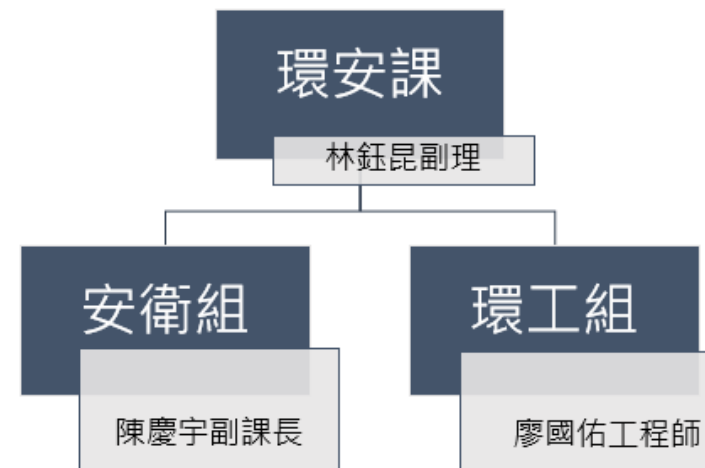 環安課
林鈺昆副理
安衛組
陳慶宇副課長
環工組
廖國佑工程師